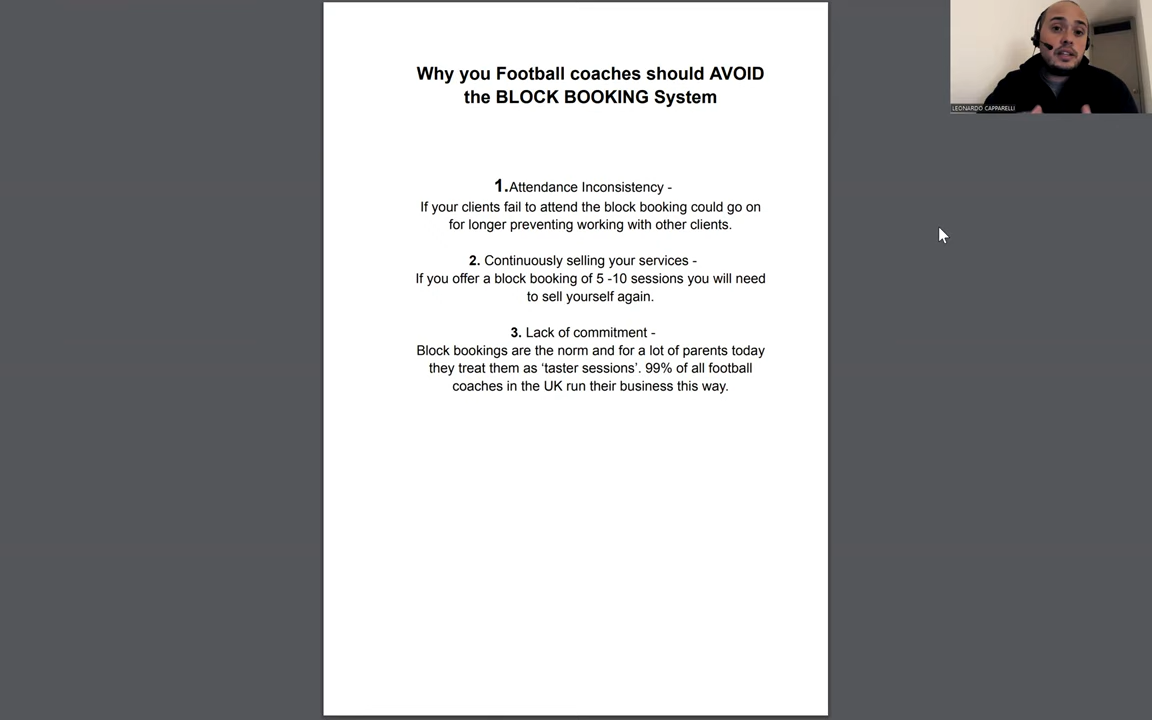 Why you Football coaches should AVOID
the BLOCK BOOKING System
1.Attendance Inconsistency -
If your clients fail to attend the block booking could go on
for longer preventing working with other clients.
2. Continuously selling your services -
If you offer a block booking of 5 -10 sessions you will need
to sell yourself again.
3. Lack of commitment -
Block bookings are the norm and for a lot of parents today
they treat them as ‘taster sessions’. 99% of all football
coaches in the UK run their business this way.
LEONARDO CAPPARELLI